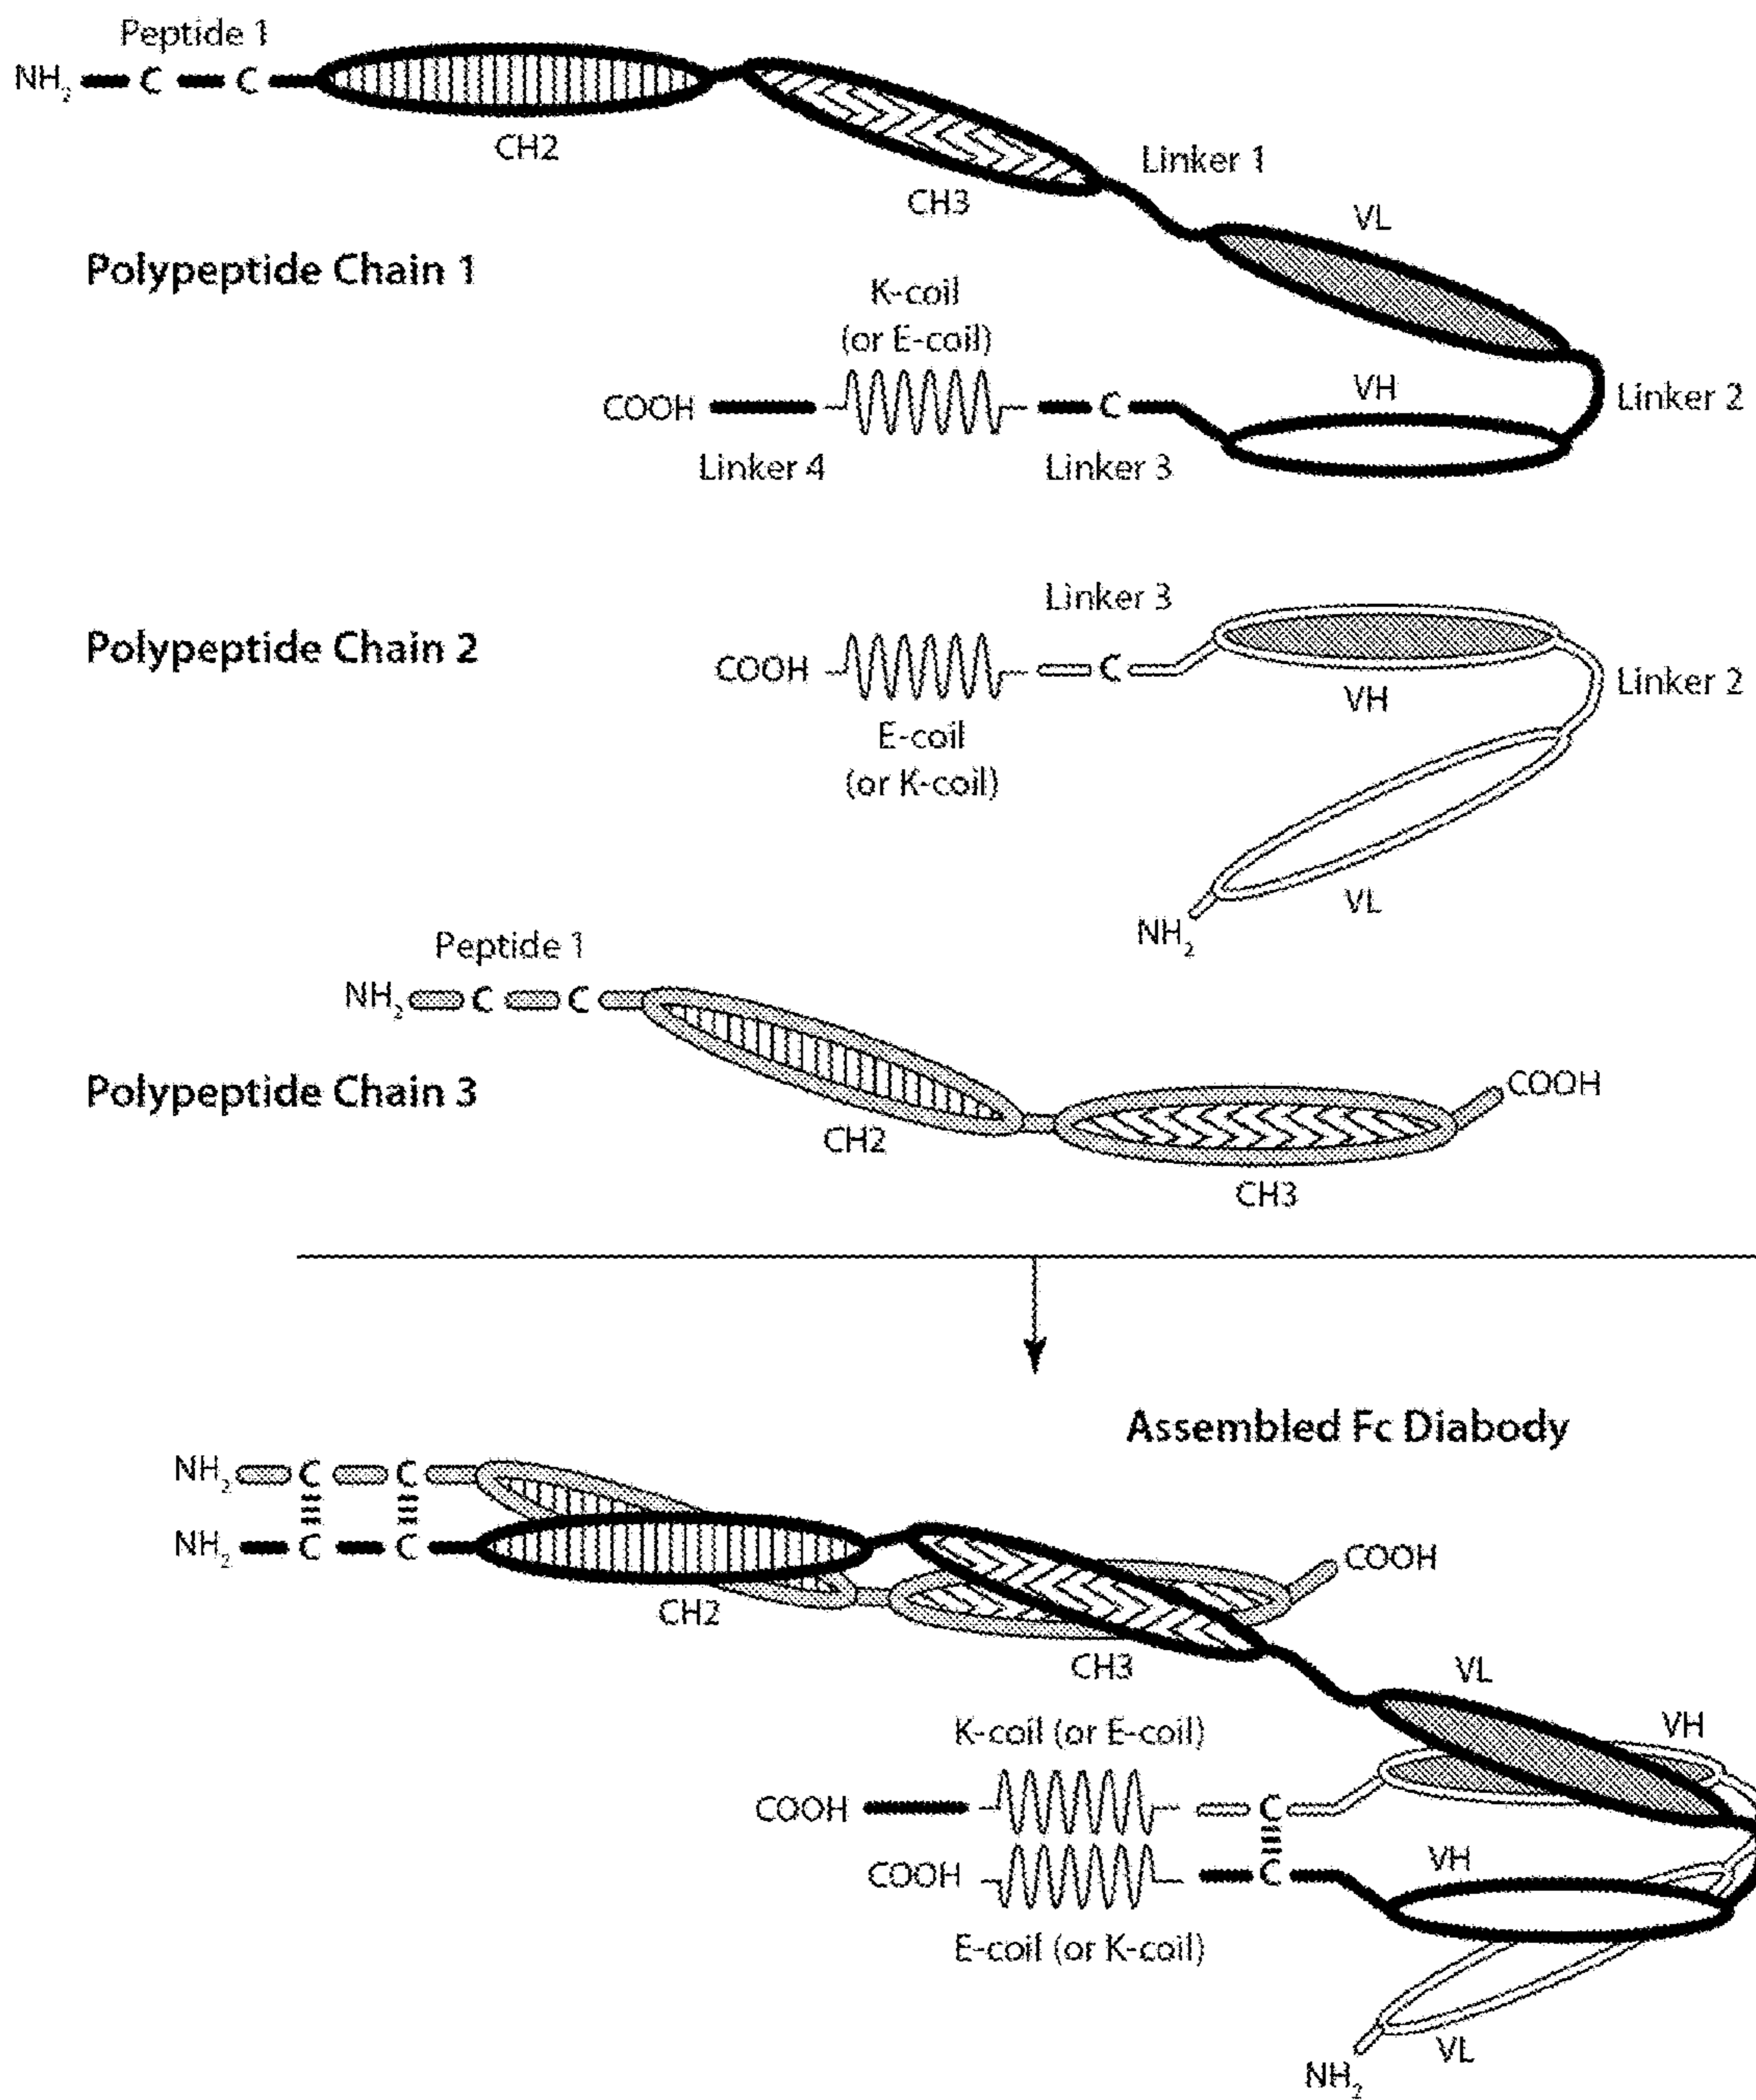 Peptide 1
NH2 C C
CH2
CH3
Linker 1
VL
Polypeptide Chain 1
K-coil
(or E-coil)
VH
Linker 2
COOH C
Linker 4 Linker 3
Linker 3
Polypeptide Chain 2
COOH C
VH
Linker 2
E-coil
(or K-coil)
VL
NH2
Peptide 1
NH2 C C
Polypeptide Chain 3
COOH
CH2
CH3
Assembled Fc Diabody
NH2 C C
NH2 C C
COOH
CH2
CH3
VL
K-coil (or E-coil)
VH
COOH C
VH
COOH C
E-coil (or K-coil)
VL
NH2